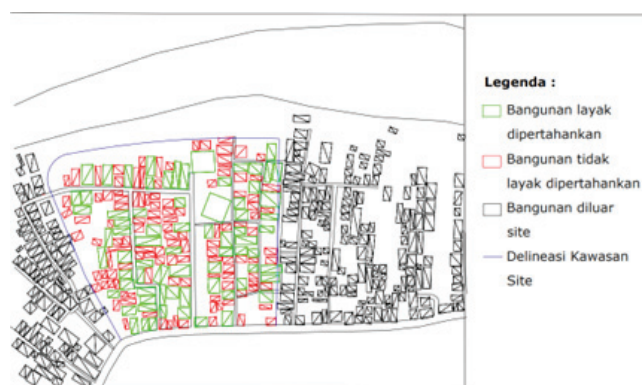 Legenda :
Bangunan layak
dipertahankan
Bangunan tidak
layak dipertahankan
Bangunan diluar
site
Delineasi Kawasan
Site